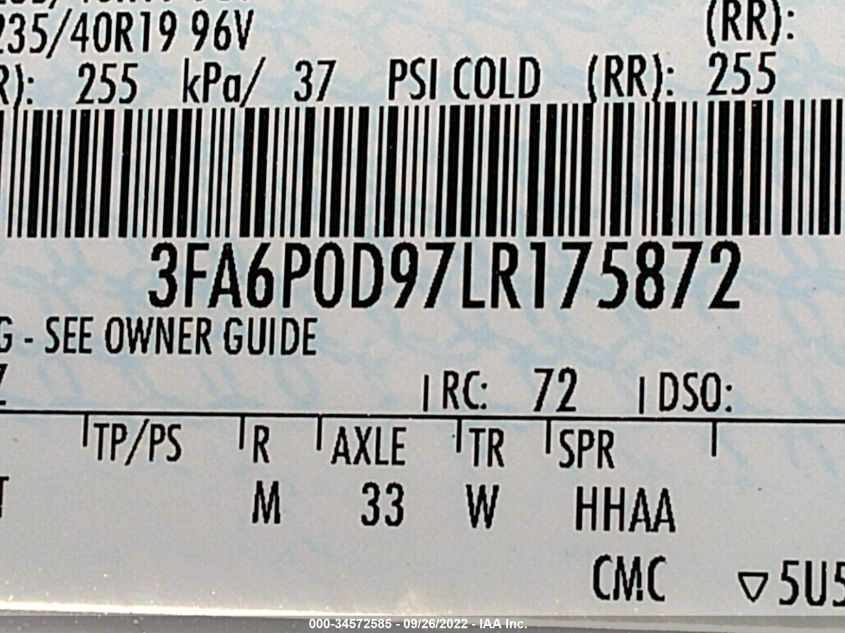 235/40R19 96V (RR):
R): 255 kPa/ 37 PSI COLD (RR): 255
3FA6P0D97LR175872
G - SEE OWNER GUIDE
RC: 72 DSO:
TP/PS R AXLE TR SPR
M 33 W HHAA
CMC ▽5U5
000-34572585 - 09/26/2022 - IAA Inc.